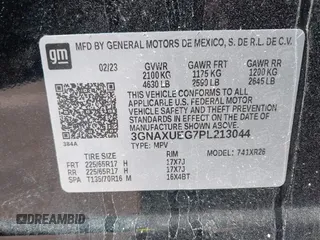 gm
MFD BY GENERAL MOTORS DE MEXICO, S. DE R.L. DE C.V.
02/23 GVWR GAWR FRT GAWR RR
2100 KG 1175 KG 1200 KG
4630 LB 2590 LB 2645 LB
THIS VEHICLE CONFORMS TO ALL APPLICABLE U.S. FEDERAL MOTOR
VEHICLE SAFETY AND THEFT PREVENTION STANDARDS IN EFFECT ON
THE DATE OF MANUFACTURE SHOWN ABOVE.
3GNAXUEG7PL213044
384A TYPE: MPV MODEL: 741XR26
TIRE SIZE RIM
FRT 225/65R17 H 17X7J
RR 225/65R17 H 17X7J
SPA T135/70R16 M 16X4BT
DREAMBID